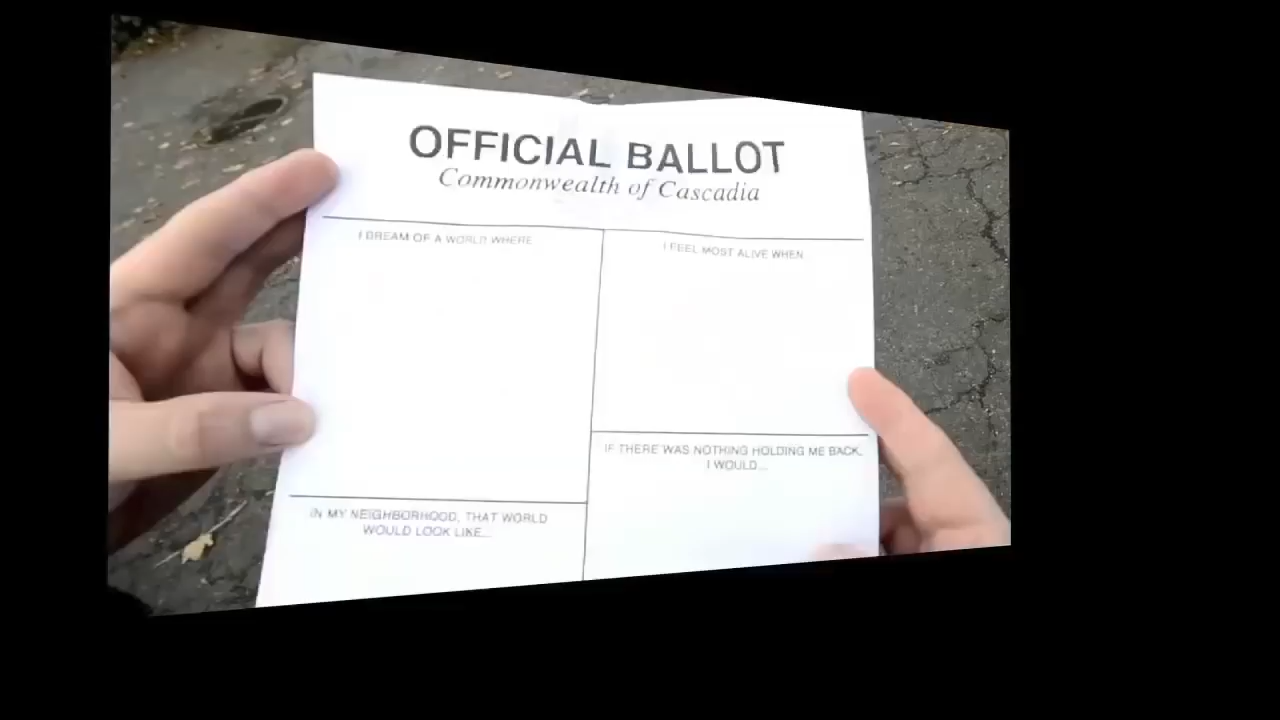 OFFICIAL BALLOT
Commonwealth of Cascadia
I DREAM OF A WORLD WHERE
I FEEL MOST ALIVE WHEN
IF THERE WAS NOTHING HOLDING ME BACK,
I WOULD...
IN MY NEIGHBORHOOD, THAT WORLD
WOULD LOOK LIKE...